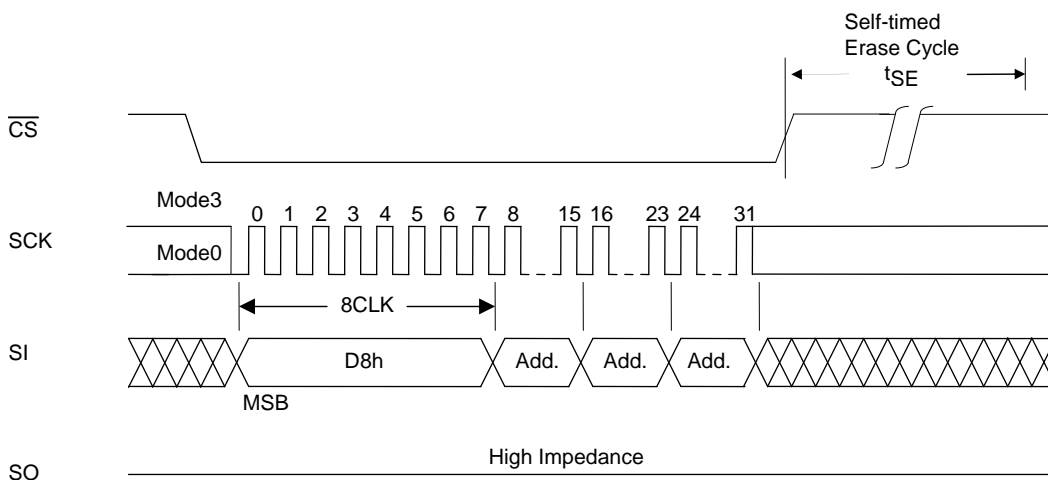 Self-timed
Erase Cycle
tSE
CS
Mode3
0 1 2 3 4 5 6 7 8 15 16 23 24 31
SCK
Mode0
8CLK
SI
D8h Add. Add. Add.
MSB
High Impedance
SO